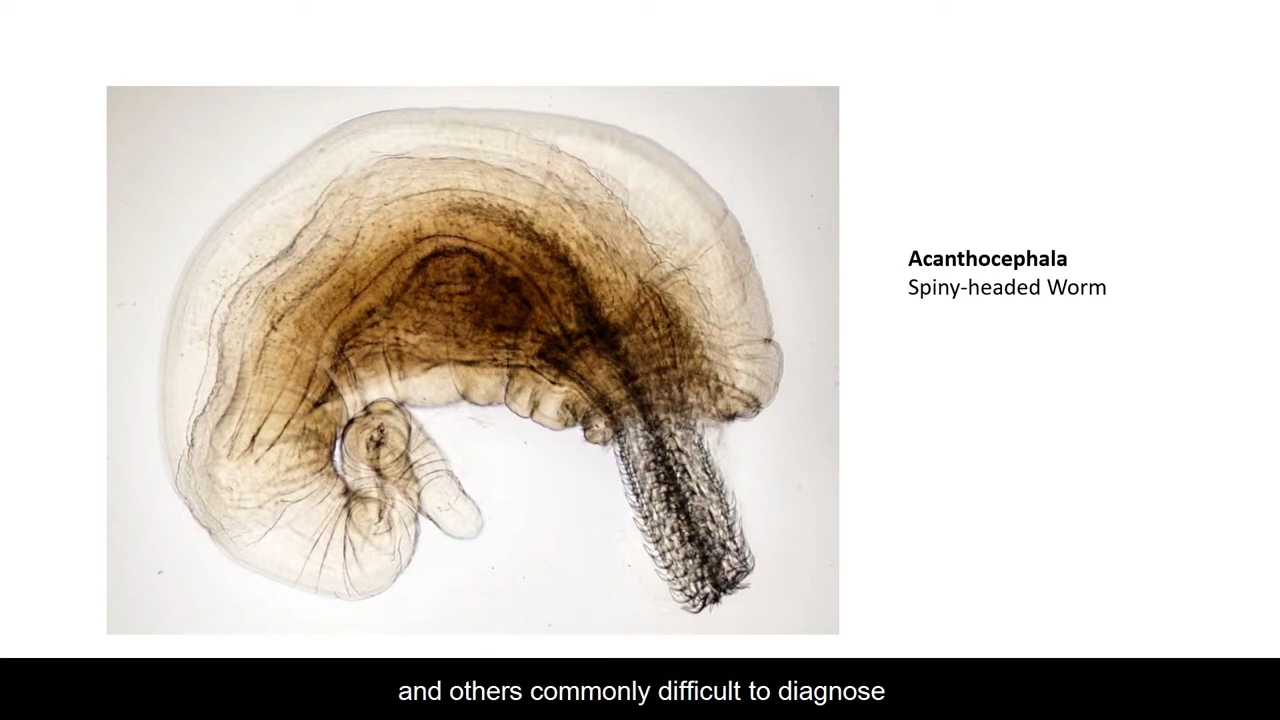 Acanthocephala
Spiny-headed Worm
and others commonly difficult to diagnose